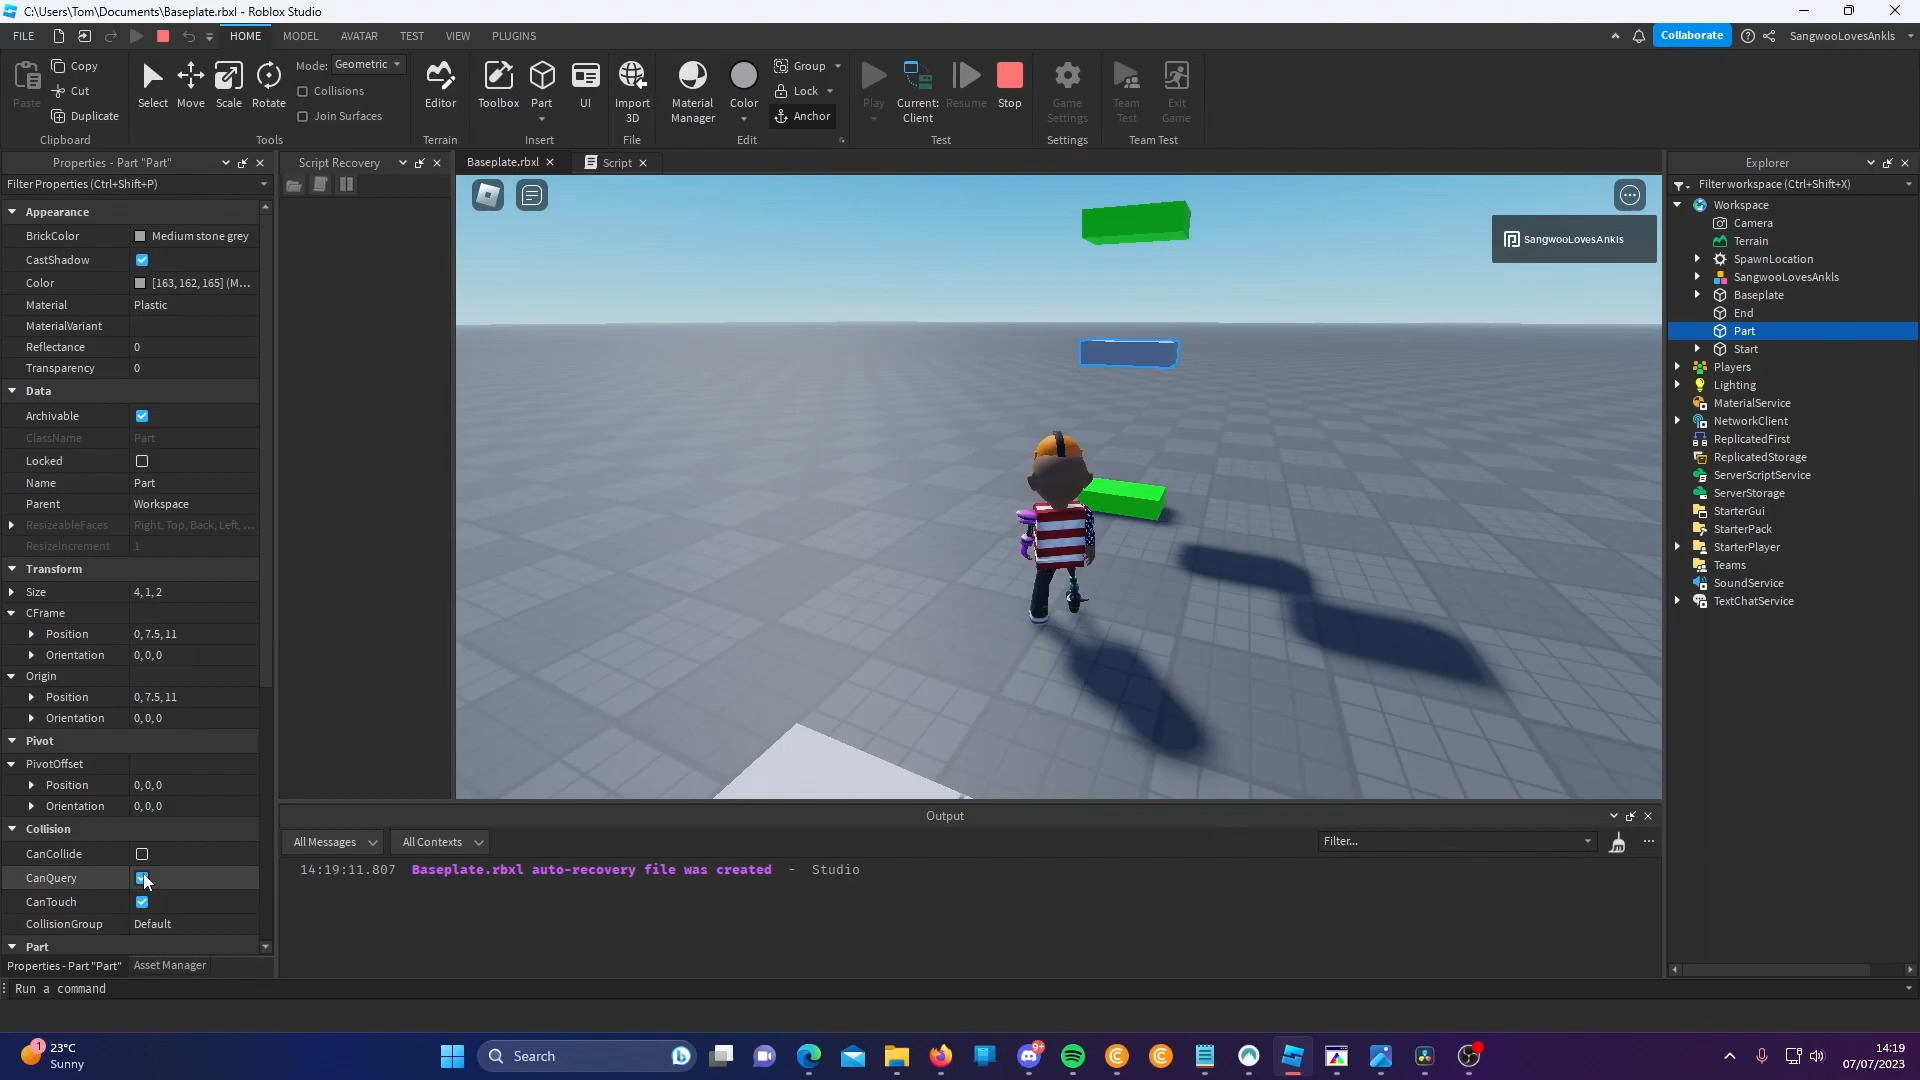 C:\Users\Tom\Documents\Baseplate.rbxl - Roblox Studio
FILE HOME MODEL AVATAR TEST VIEW PLUGINS Collaborate SangwooLovesAnkls
Paste Copy Cut Duplicate Clipboard
Select Move Scale Rotate Mode: Geometric Collisions Join Surfaces Tools
Editor Terrain
Toolbox Part UI Insert
Import 3D File
Material Manager Color Group Lock Anchor Edit
Play Current: Client Resume Stop Test
Game Settings Settings
Team Test Exit Game Team Test
Properties - Part "Part"
Filter Properties (Ctrl+Shift+P)
Appearance
BrickColor Medium stone grey
CastShadow
Color [163, 162, 165] (M...
Material Plastic
MaterialVariant
Reflectance 0
Transparency 0
Data
Archivable
ClassName Part
Locked
Name Part
Parent Workspace
ResizeableFaces Right, Top, Back, Left, ...
ResizeIncrement 1
Transform
Size 4, 1, 2
CFrame
Position 0, 7.5, 11
Orientation 0, 0, 0
Origin
Position 0, 7.5, 11
Orientation 0, 0, 0
Pivot
PivotOffset
Position 0, 0, 0
Orientation 0, 0, 0
Collision
CanCollide
CanQuery
CanTouch
CollisionGroup Default
Part
Properties - Part "Part" Asset Manager
Script Recovery
Baseplate.rbxl Script
SangwooLovesAnkls
Output
All Messages All Contexts Filter...
14:19:11.807 Baseplate.rbxl auto-recovery file was created - Studio
Explorer
Filter workspace (Ctrl+Shift+X)
Workspace
Camera
Terrain
SpawnLocation
SangwooLovesAnkls
Baseplate
End
Part
Start
Players
Lighting
MaterialService
NetworkClient
ReplicatedFirst
ReplicatedStorage
ServerScriptService
ServerStorage
StarterGui
StarterPack
StarterPlayer
Teams
SoundService
TextChatService
Run a command
1 23°C
Sunny
Search
9+
14:19
07/07/2023